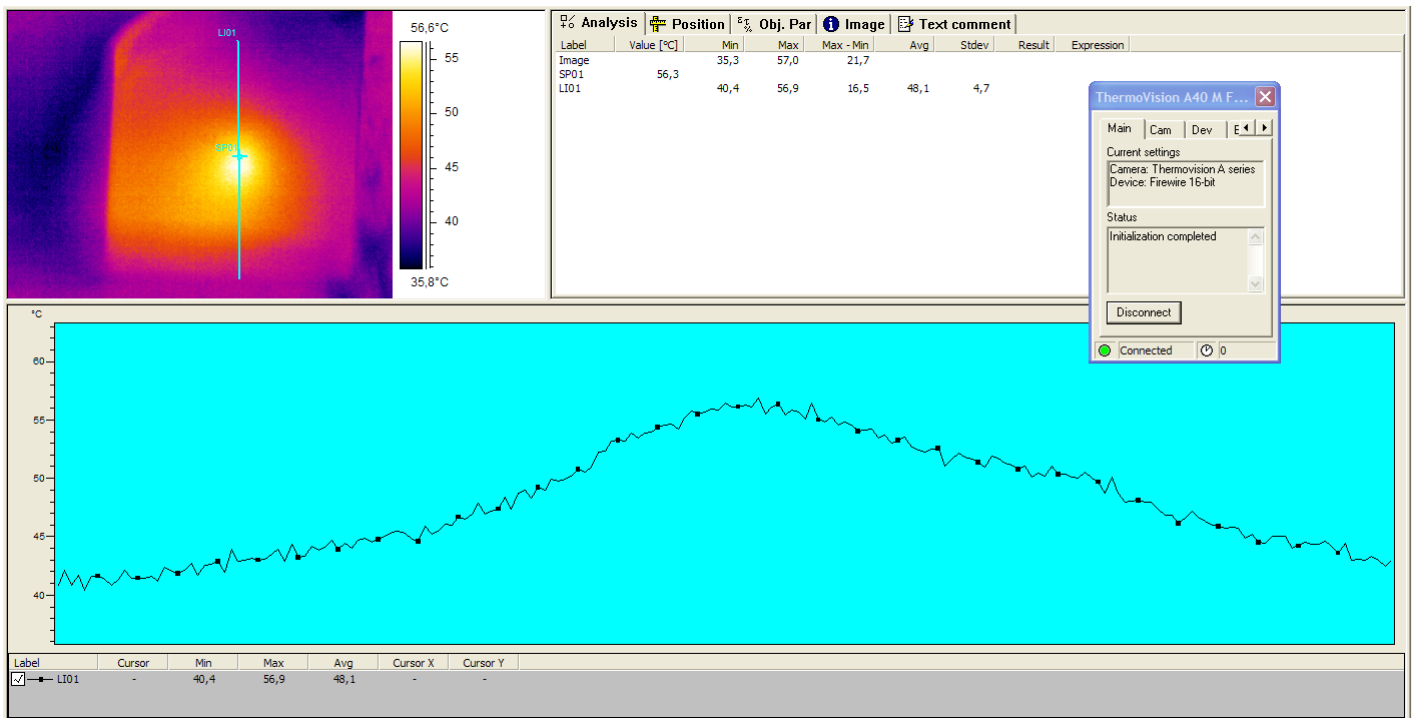 LI01
SP01
56,6°C
55
50
45
40
35,8°C
Analysis Position Obj. Par Image Text comment
Label Value [°C] Min Max Max - Min Avg Stdev Result Expression
Image 35,3 57,0 21,7
SP01 56,3
LI01 40,4 56,9 16,5 48,1 4,7
ThermoVision A40 M F...
Main Cam Dev E
Current settings
Camera: Thermovision A series
Device: Firewire 16-bit
Status
Initialization completed
Disconnect
Connected 0
°C
60
55
50
45
40
Label Cursor Min Max Avg Cursor X Cursor Y
LI01 - 40,4 56,9 48,1 - -